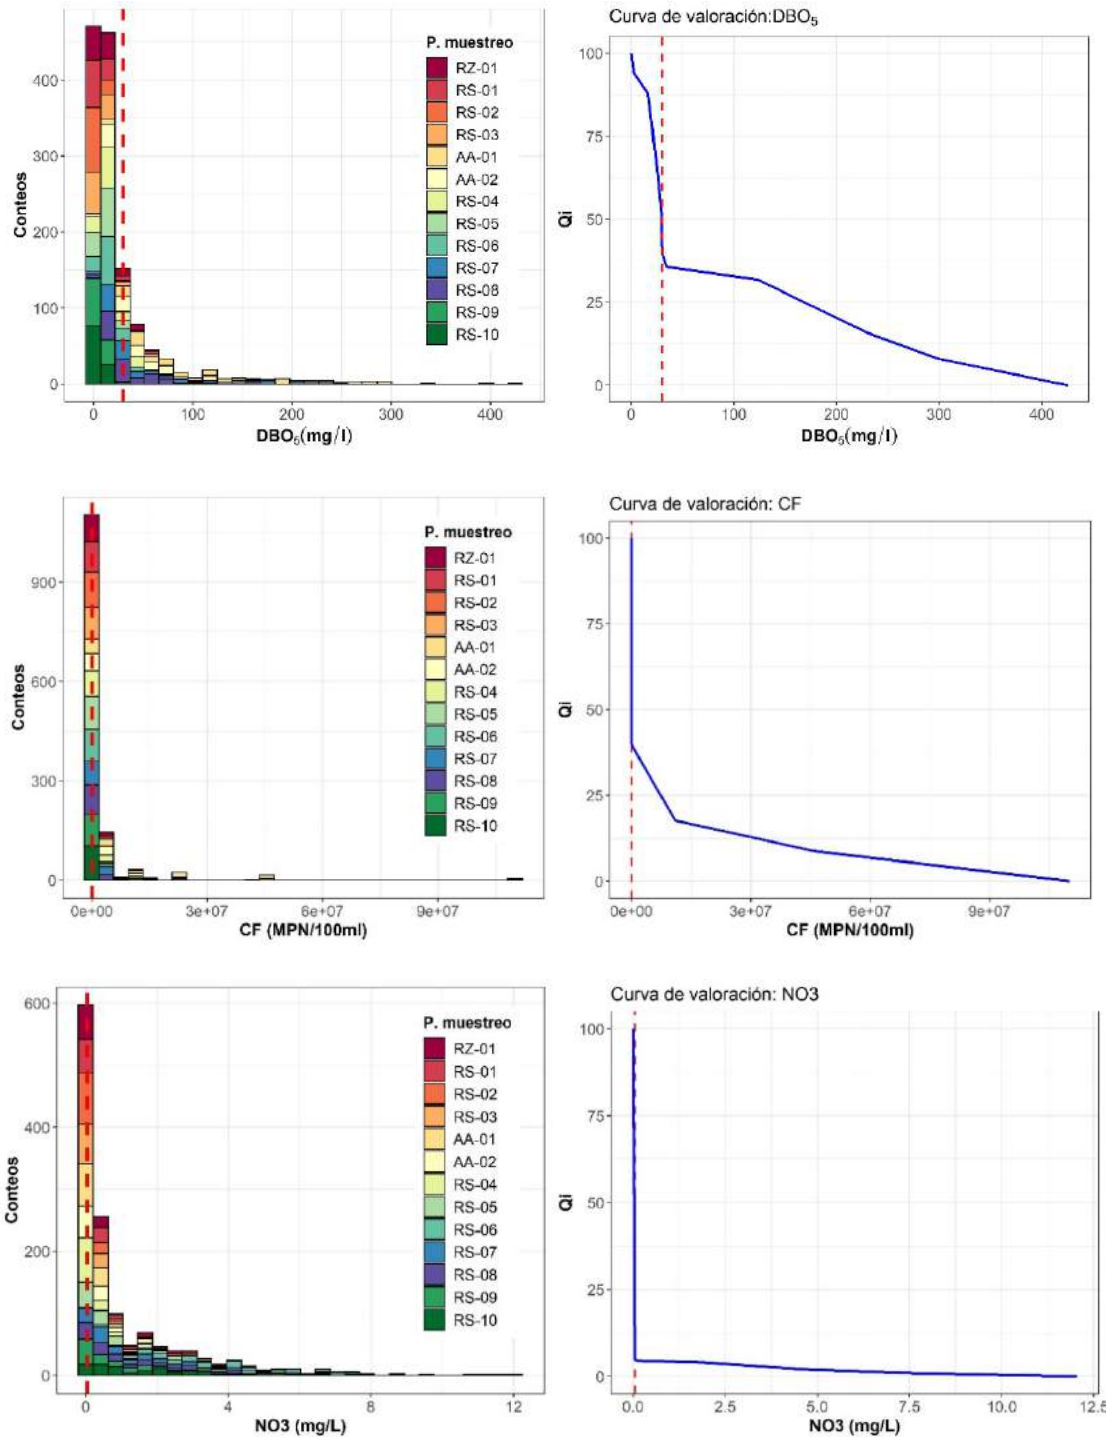 P. muestreo
RZ-01
RS-01
RS-02
RS-03
AA-01
AA-02
RS-04
RS-05
RS-06
RS-07
RS-08
RS-09
RS-10
Conteos
400
300
200
100
0
0 100 200 300 400
DBO₅(mg/l)
Curva de valoración:DBO₅
Qi
100
75
50
25
0
0 100 200 300 400
DBO₅(mg/l)
P. muestreo
RZ-01
RS-01
RS-02
RS-03
AA-01
AA-02
RS-04
RS-05
RS-06
RS-07
RS-08
RS-09
RS-10
Conteos
900
600
300
0
0e+00 3e+07 6e+07 9e+07
CF (MPN/100ml)
Curva de valoración: CF
Qi
100
75
50
25
0
0e+00 3e+07 6e+07 9e+07
CF (MPN/100ml)
P. muestreo
RZ-01
RS-01
RS-02
RS-03
AA-01
AA-02
RS-04
RS-05
RS-06
RS-07
RS-08
RS-09
RS-10
Conteos
600
400
200
0
0 4 8 12
NO3 (mg/L)
Curva de valoración: NO3
Qi
100
75
50
25
0
0.0 2.5 5.0 7.5 10.0 12.5
NO3 (mg/L)